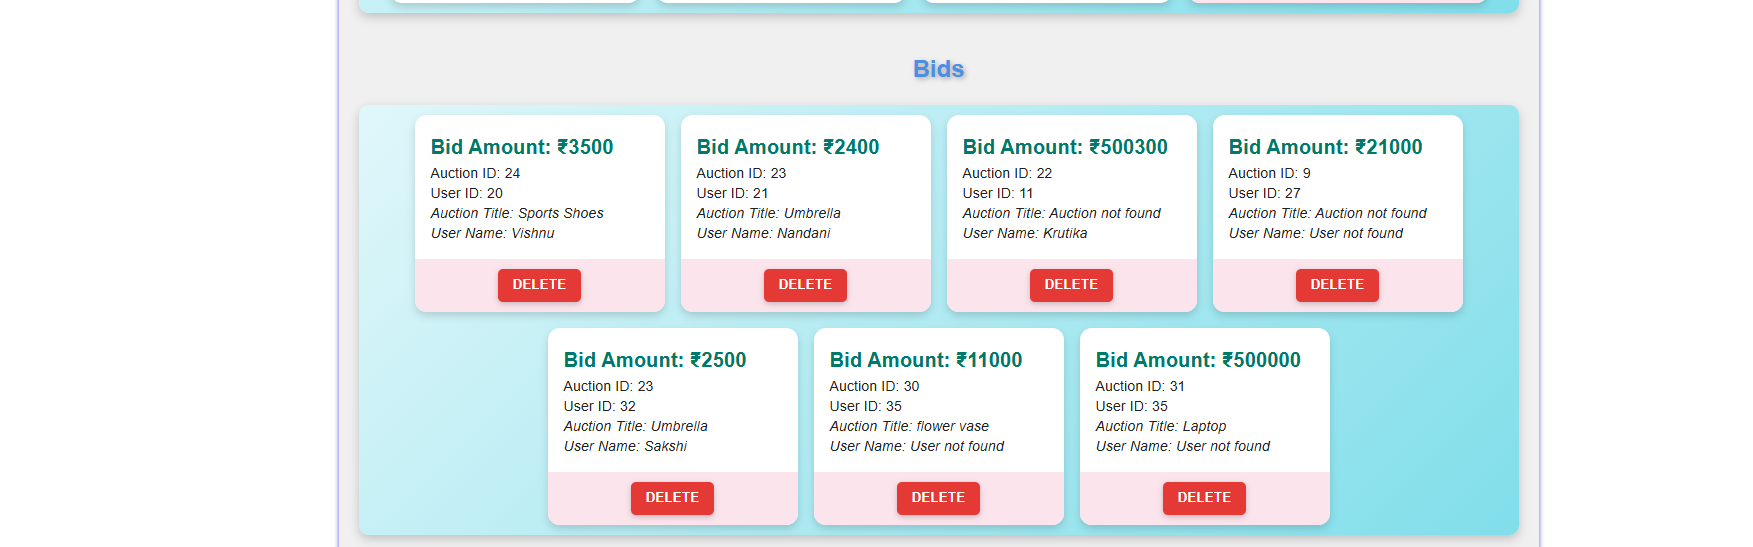 Bids
Bid Amount: ₹3500
Auction ID: 24
User ID: 20
Auction Title: Sports Shoes
User Name: Vishnu
DELETE
Bid Amount: ₹2400
Auction ID: 23
User ID: 21
Auction Title: Umbrella
User Name: Nandani
DELETE
Bid Amount: ₹500300
Auction ID: 22
User ID: 11
Auction Title: Auction not found
User Name: Krutika
DELETE
Bid Amount: ₹21000
Auction ID: 9
User ID: 27
Auction Title: Auction not found
User Name: User not found
DELETE
Bid Amount: ₹2500
Auction ID: 23
User ID: 32
Auction Title: Umbrella
User Name: Sakshi
DELETE
Bid Amount: ₹11000
Auction ID: 30
User ID: 35
Auction Title: flower vase
User Name: User not found
DELETE
Bid Amount: ₹500000
Auction ID: 31
User ID: 35
Auction Title: Laptop
User Name: User not found
DELETE